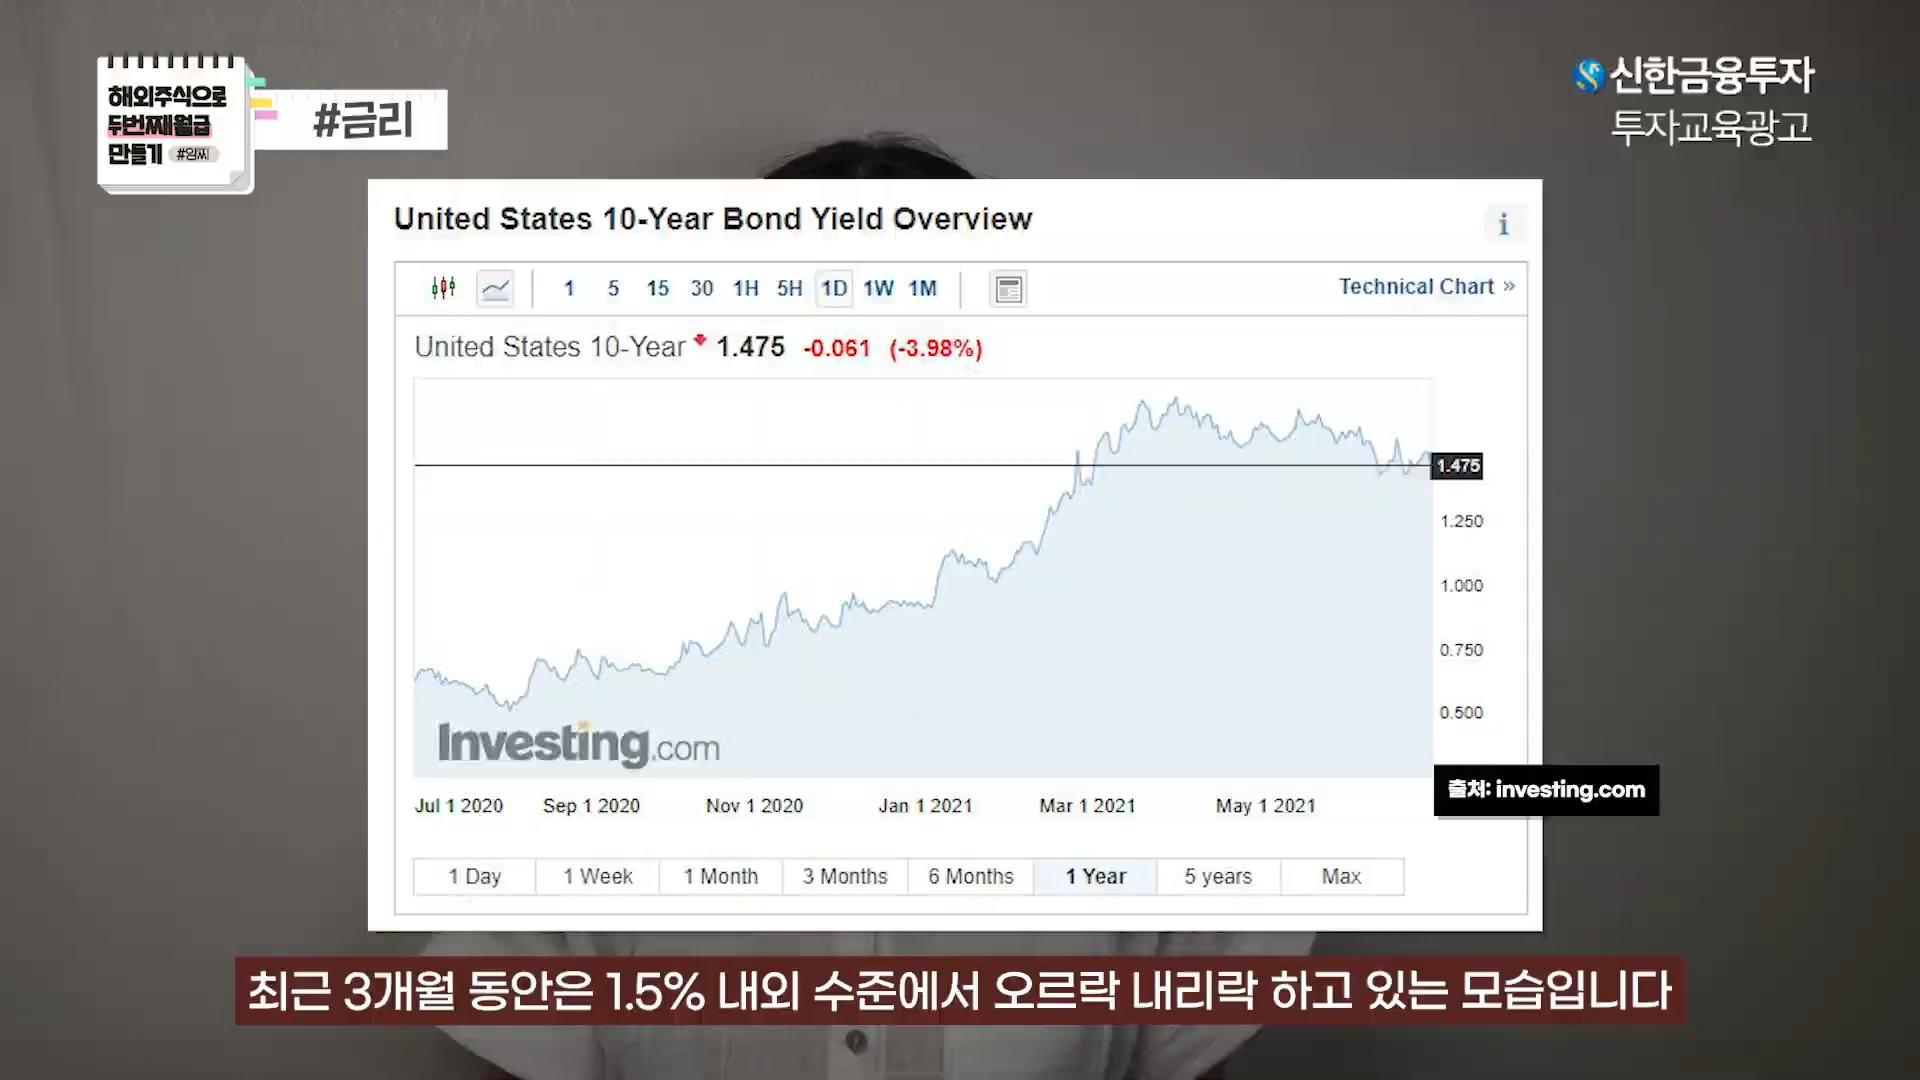 해외주식으로
두번째월급
만들기 #양찌
#금리
신한금융투자
투자교육광고
United States 10-Year Bond Yield Overview
i
1 5 15 30 1H 5H 1D 1W 1M
Technical Chart »
United States 10-Year 1.475 -0.061 (-3.98%)
1.475
1.250
1.000
0.750
0.500
Investing.com
Jul 1 2020 Sep 1 2020 Nov 1 2020 Jan 1 2021 Mar 1 2021 May 1 2021
출처: investing.com
1 Day 1 Week 1 Month 3 Months 6 Months 1 Year 5 years Max
최근 3개월 동안은 1.5% 내외 수준에서 오르락 내리락 하고 있는 모습입니다